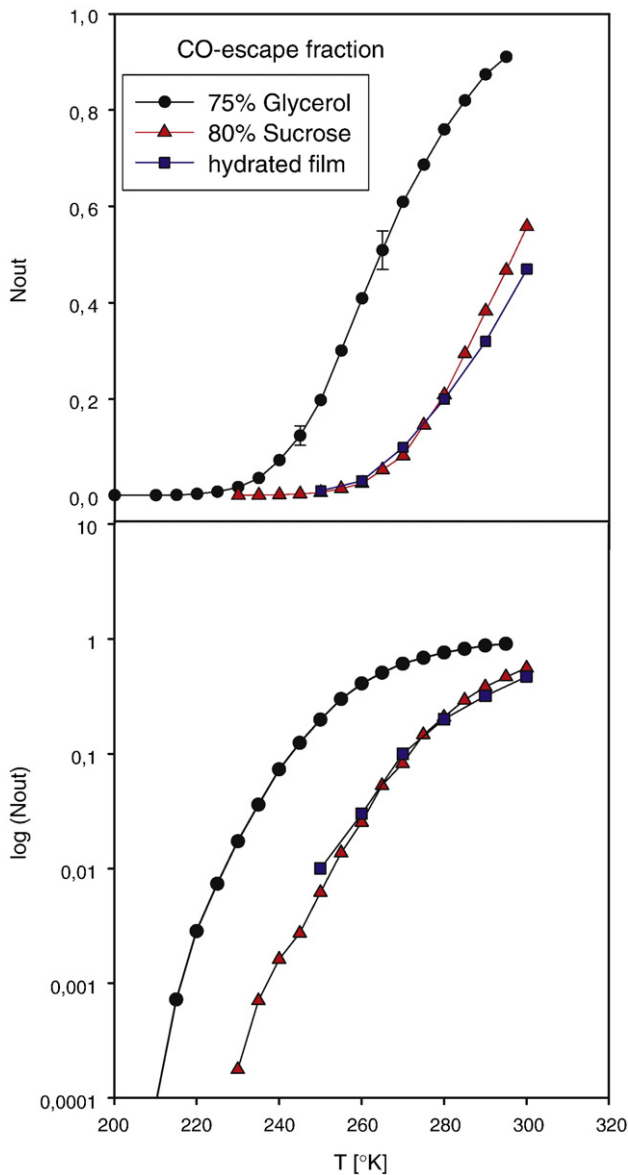 CO-escape fraction
75% Glycerol
80% Sucrose
hydrated film
1,0
0,8
0,6
0,4
0,2
0,0
Nout
10
1
0,1
0,01
0,001
0,0001
log (Nout)
200 220 240 260 280 300 320
T [°K]